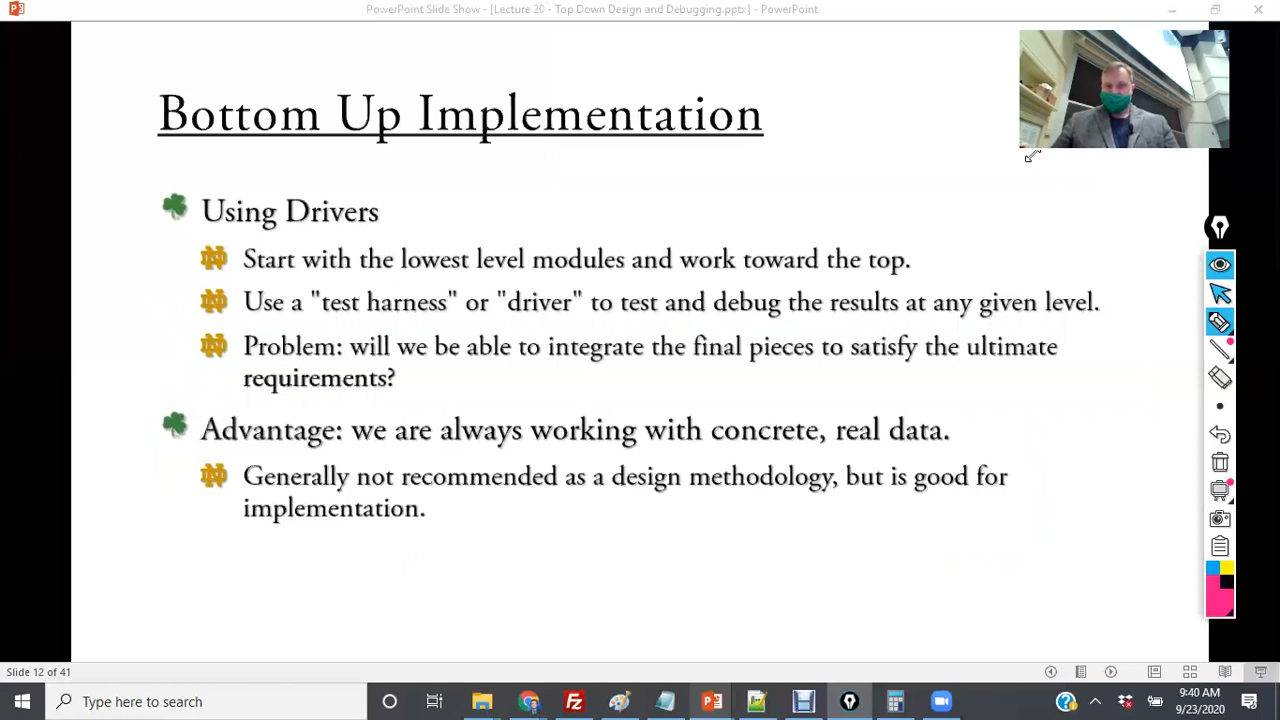 PowerPoint Slide Show - [Lecture 20 - Top Down Design and Debugging.pptx] - PowerPoint
Bottom Up Implementation
Using Drivers
Start with the lowest level modules and work toward the top.
Use a "test harness" or "driver" to test and debug the results at any given level.
Problem: will we be able to integrate the final pieces to satisfy the ultimate
requirements?
Advantage: we are always working with concrete, real data.
Generally not recommended as a design methodology, but is good for
implementation.
Slide 12 of 41
Type here to search
9:40 AM
9/23/2020